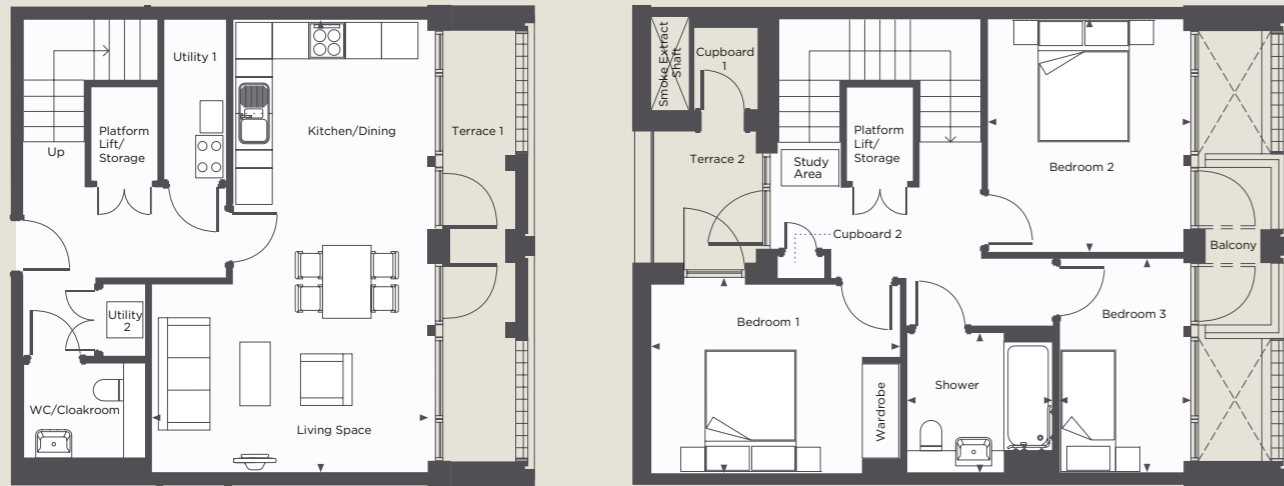 Utility 1
Kitchen/Dining
Terrace 1
Platform
Lift/
Storage
Up
Utility
2
WC/Cloakroom
Living Space
Smoke Extract
Shaft
Cupboard
1
Terrace 2
Study
Area
Platform
Lift/
Storage
Cupboard 2
Bedroom 2
Balcony
Bedroom 1
Bedroom 3
Wardrobe
Shower